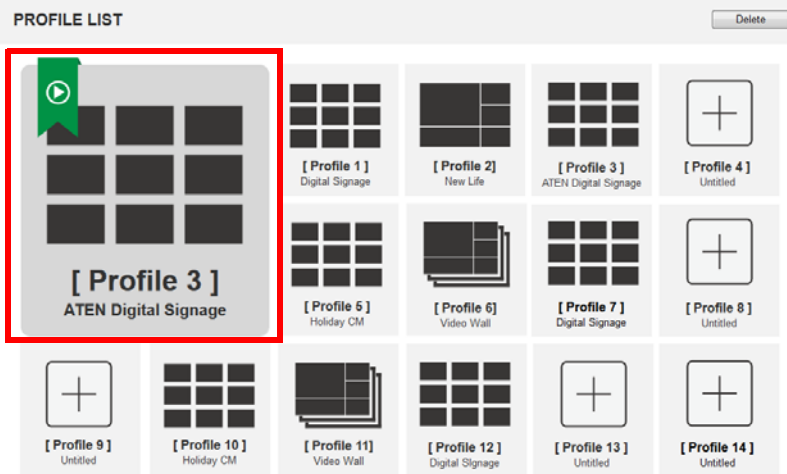 PROFILE LIST
Delete
[ Profile 3 ]
ATEN Digital Signage
[ Profile 1 ]
Digital Signage
[ Profile 2]
New Life
[ Profile 3 ]
ATEN Digital Signage
[ Profile 4 ]
Untitled
[ Profile 5 ]
Holiday CM
[ Profile 6]
Video Wall
[ Profile 7 ]
Digital Signage
[ Profile 8 ]
Untitled
[ Profile 9 ]
Untitled
[ Profile 10 ]
Holiday CM
[ Profile 11]
Video Wall
[ Profile 12 ]
Digital SIgnage
[ Profile 13 ]
Untitled
[ Profile 14 ]
Untitled